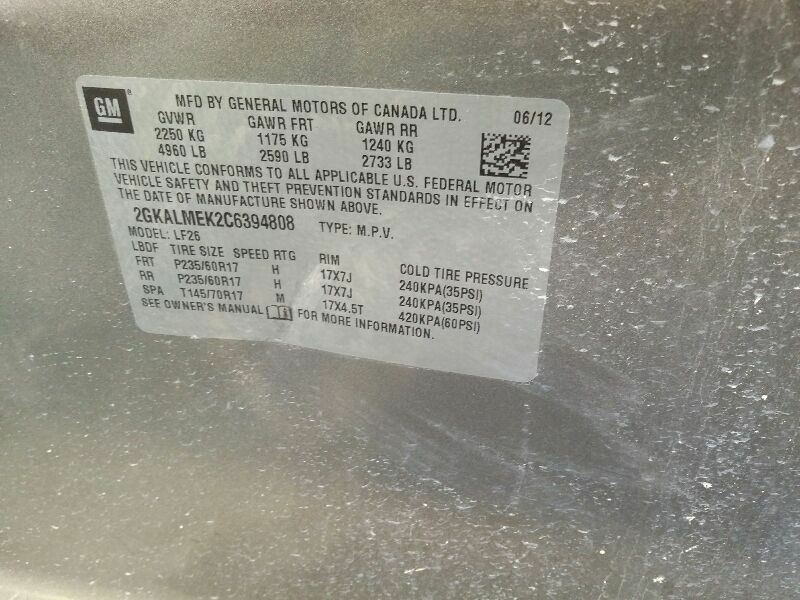 GM ® MFD BY GENERAL MOTORS OF CANADA LTD. 06/12
GVWR GAWR FRT GAWR RR
2250 KG 1175 KG 1240 KG
4960 LB 2590 LB 2733 LB
THIS VEHICLE CONFORMS TO ALL APPLICABLE U.S. FEDERAL MOTOR
VEHICLE SAFETY AND THEFT PREVENTION STANDARDS IN EFFECT ON
THE DATE OF MANUFACTURE SHOWN ABOVE.
2GKALMEK2C6394808 TYPE: M.P.V.
MODEL: LF26
LBDF TIRE SIZE SPEED RTG RIM COLD TIRE PRESSURE
FRT P235/60R17 H 17X7J 240KPA(35PSI)
RR P235/60R17 H 17X7J 240KPA(35PSI)
SPA T145/70R17 M 17X4.5T 420KPA(60PSI)
SEE OWNER'S MANUAL FOR MORE INFORMATION.